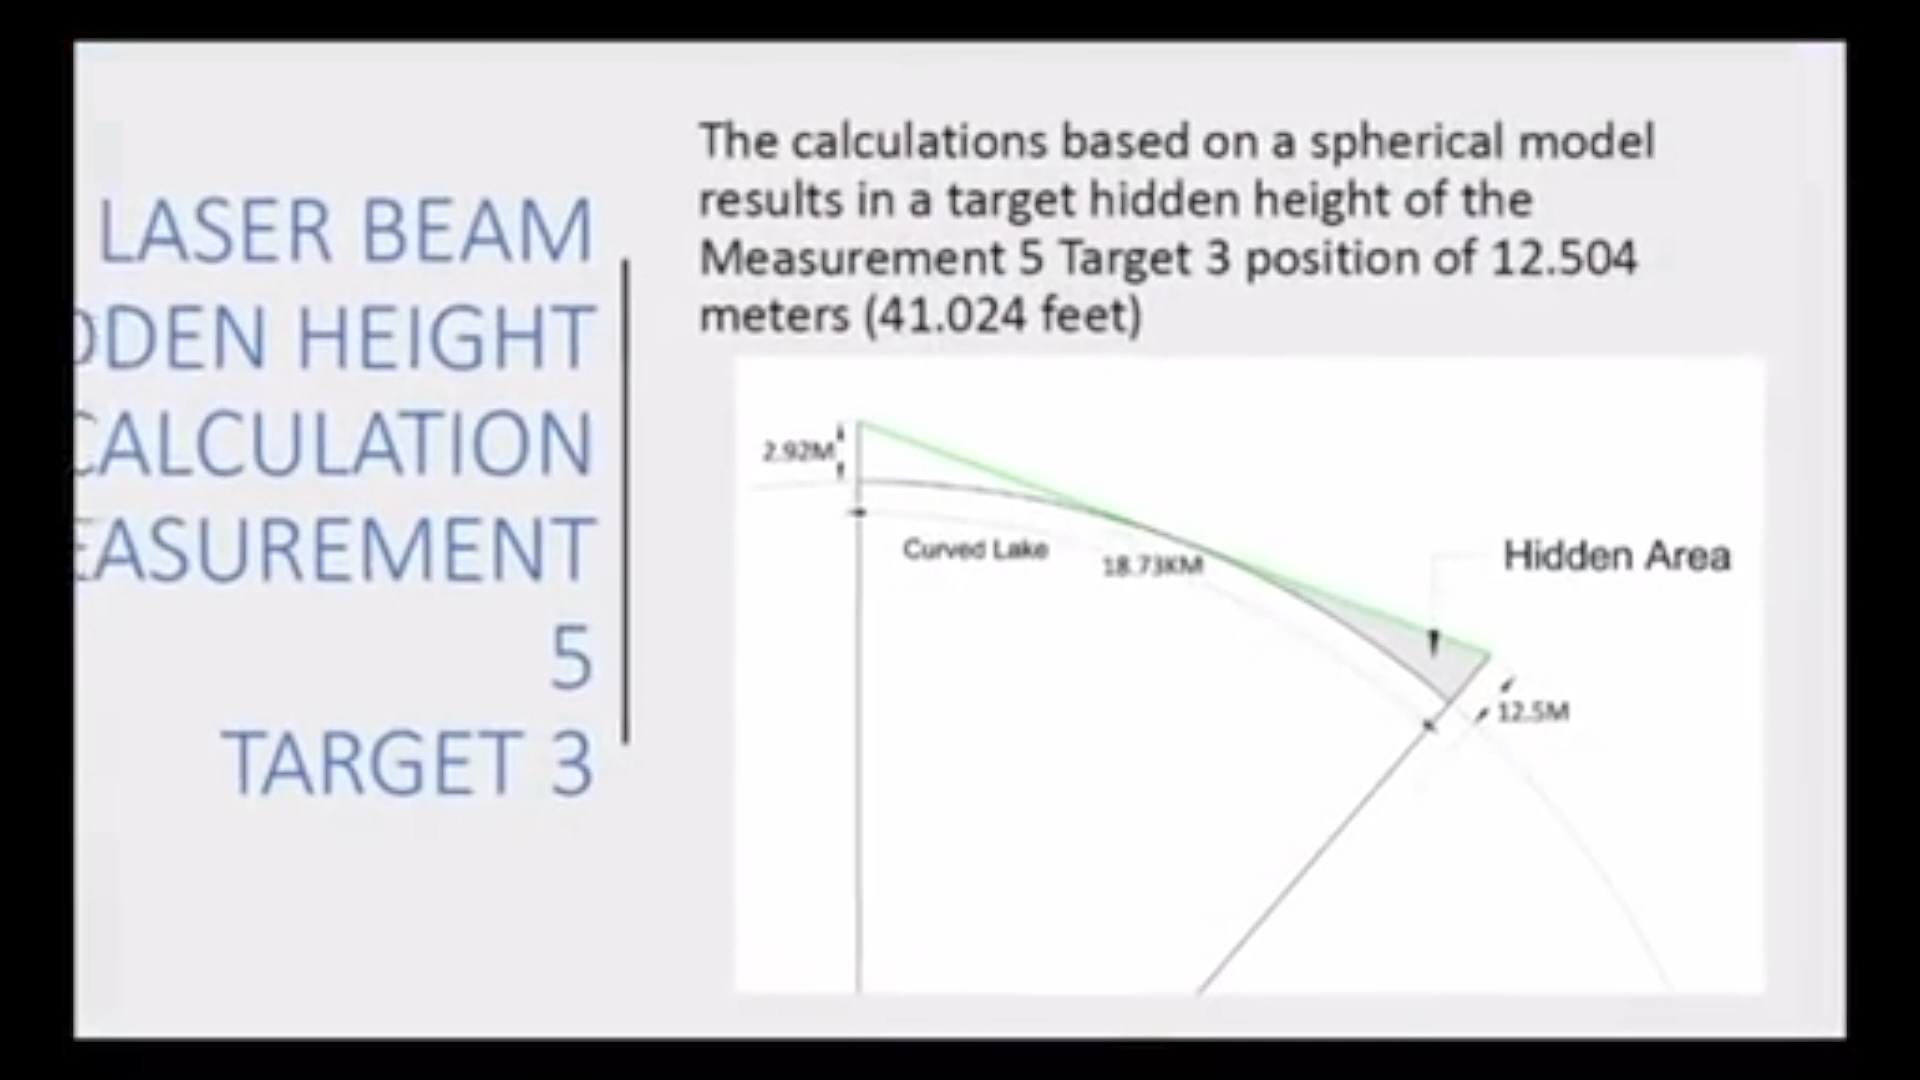 LASER BEAM
DDEN HEIGHT
CALCULATION
EASUREMENT
5
TARGET 3
The calculations based on a spherical model
results in a target hidden height of the
Measurement 5 Target 3 position of 12.504
meters (41.024 feet)
2.92M
Curved Lake
18.73KM
Hidden Area
12.5M